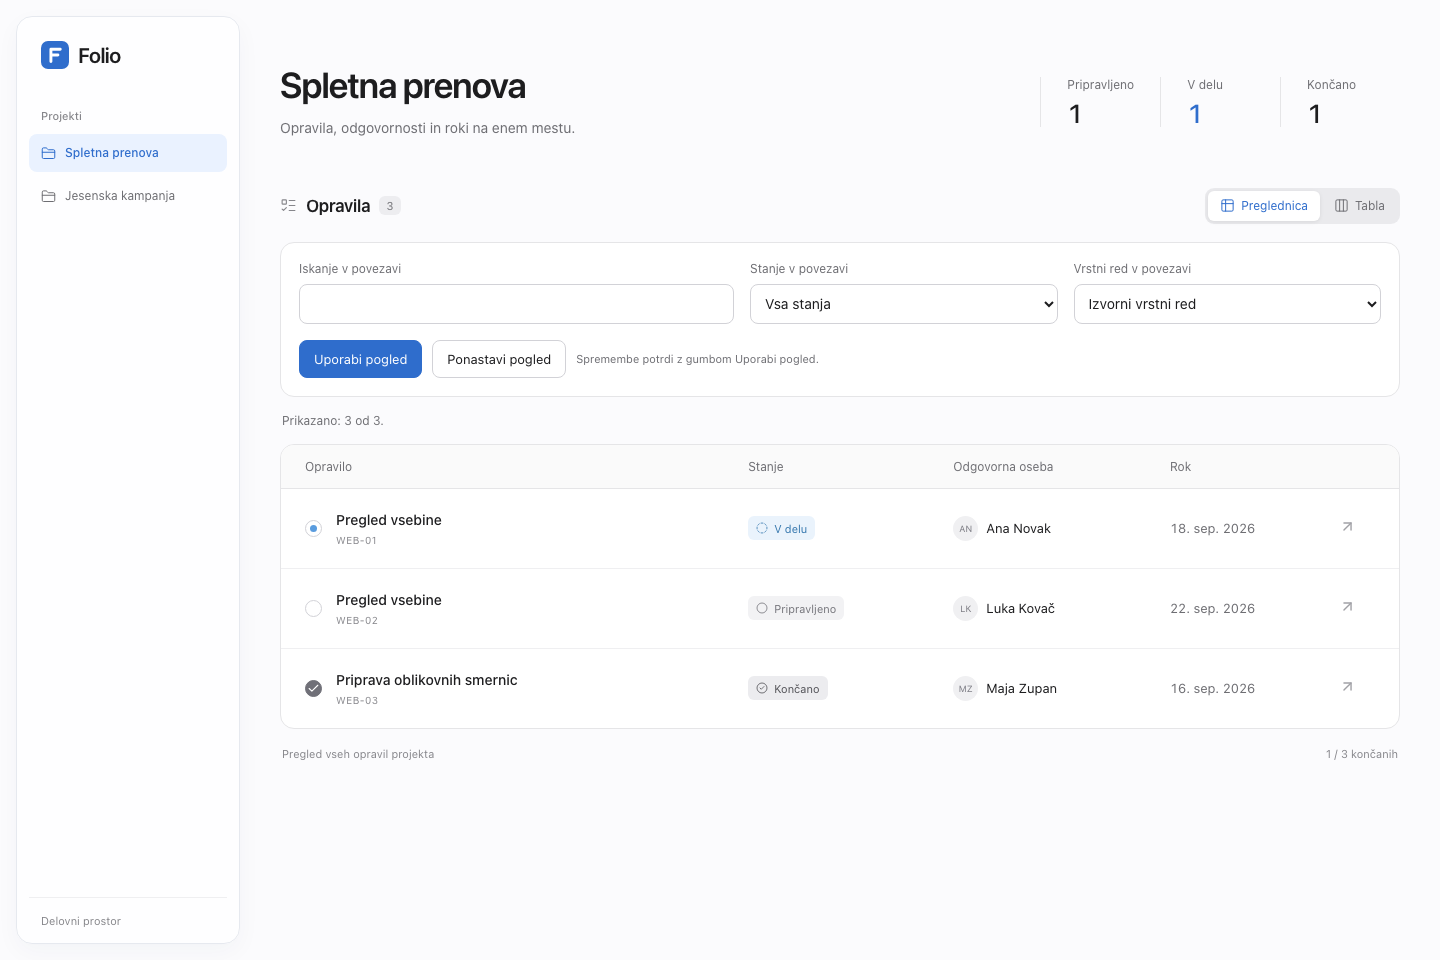 Folio
Projekti
Spletna prenova
Jesenska kampanja
Delovni prostor
Spletna prenova
Opravila, odgovornosti in roki na enem mestu.
Pripravljeno
1
V delu
1
Končano
1
Opravila 3
Preglednica
Tabla
Iskanje v povezavi
Stanje v povezavi
Vsa stanja
Vrstni red v povezavi
Izvorni vrstni red
Uporabi pogled
Ponastavi pogled
Spremembe potrdi z gumbom Uporabi pogled.
Prikazano: 3 od 3.
Opravilo Stanje Odgovorna oseba Rok
Pregled vsebine
WEB-01
V delu
AN Ana Novak
18. sep. 2026
Pregled vsebine
WEB-02
Pripravljeno
LK Luka Kovač
22. sep. 2026
Priprava oblikovnih smernic
WEB-03
Končano
MZ Maja Zupan
16. sep. 2026
Pregled vseh opravil projekta
1 / 3 končanih